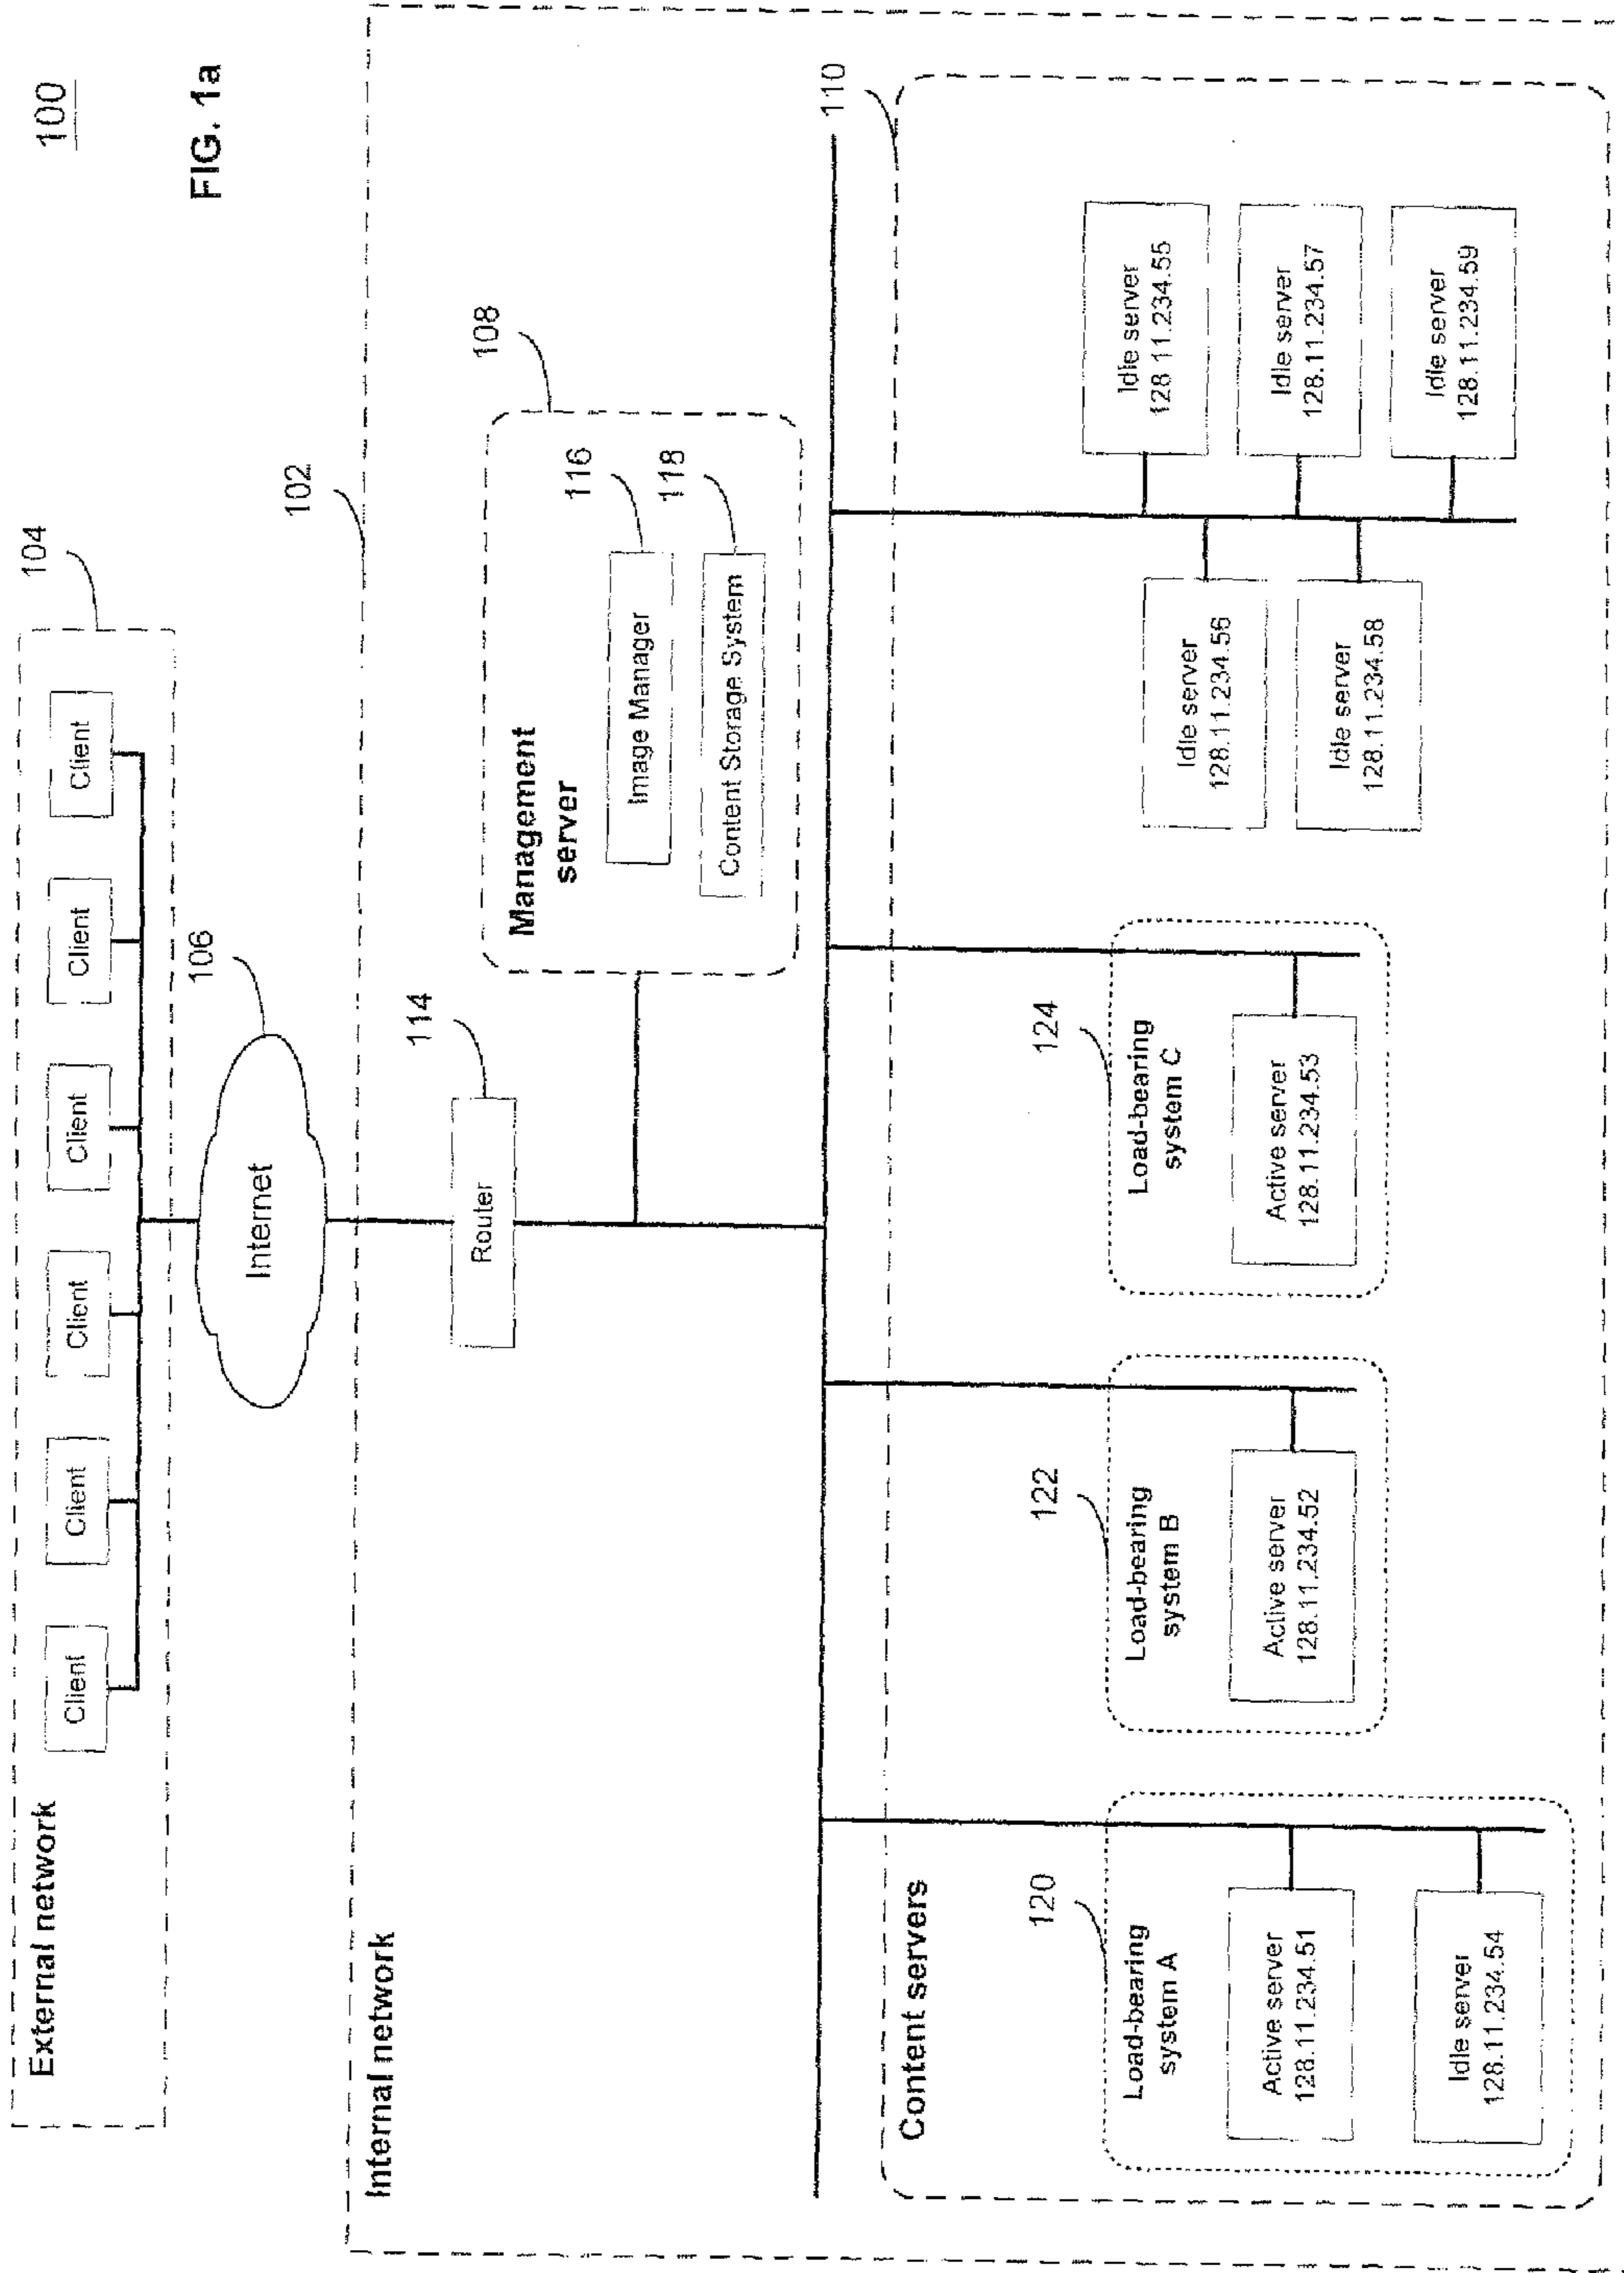 100
FIG. 1a
External network
104
Client
Client
Client
Client
Client
Client
106
Internet
102
Internal network
114
Router
108
Management
server
116
Image Manager
118
Content Storage System
110
Content servers
120
Load-bearing
system A
Active server
128.11.234.51
Idle server
128.11.234.54
122
Load-bearing
system B
Active server
128.11.234.52
124
Load-bearing
system C
Active server
128.11.234.53
Idle server
128.11.234.56
Idle server
128.11.234.58
Idle server
128 11.234.55
Idle server
128.11.234.57
Idle server
128.11.234.59